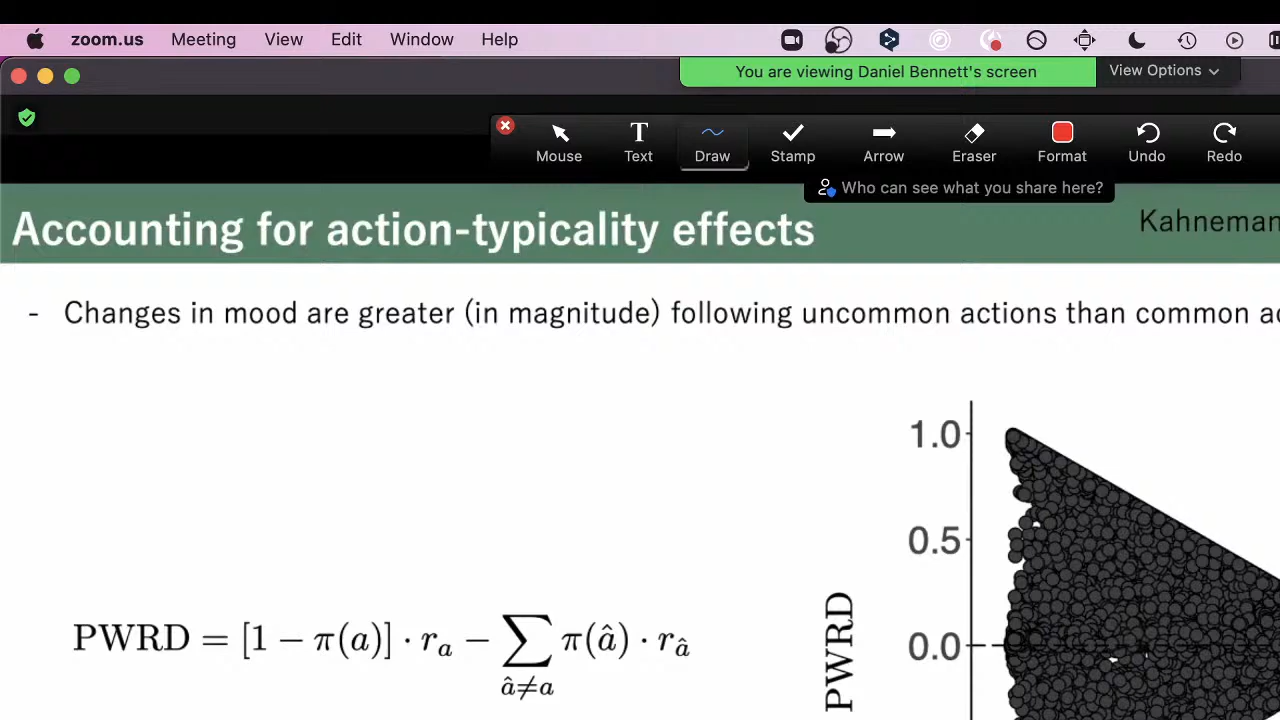 zoom.us Meeting View Edit Window Help
You are viewing Daniel Bennett's screen View Options
Mouse Text Draw Stamp Arrow Eraser Format Undo Redo
T
Who can see what you share here?
Accounting for action-typicality effects
Kahneman
- Changes in mood are greater (in magnitude) following uncommon actions than common ac
1.0
0.5
0.0
PWRD
PWRD = [1 − π(a)] · rₐ − ∑ π(â) · r_â
â≠a